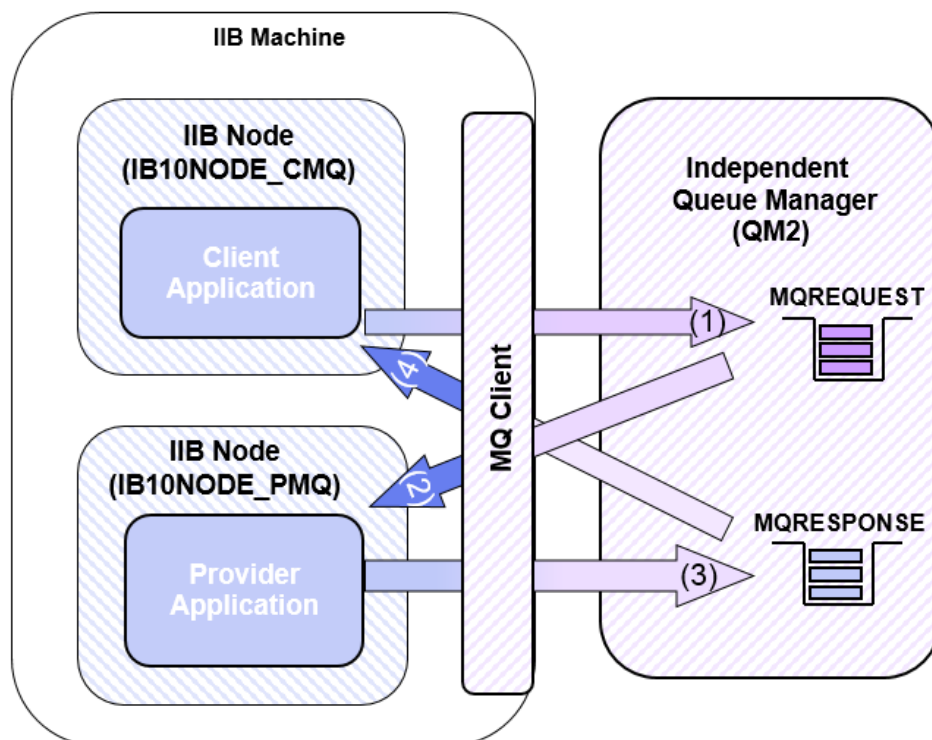 IIB Machine
IIB Node
(IB10NODE_CMQ)
Client
Application
(1)
(4)
IIB Node
(IB10NODE_PMQ)
(2)
Provider
Application
(3)
MQ Client
Independent
Queue Manager
(QM2)
MQREQUEST
MQRESPONSE